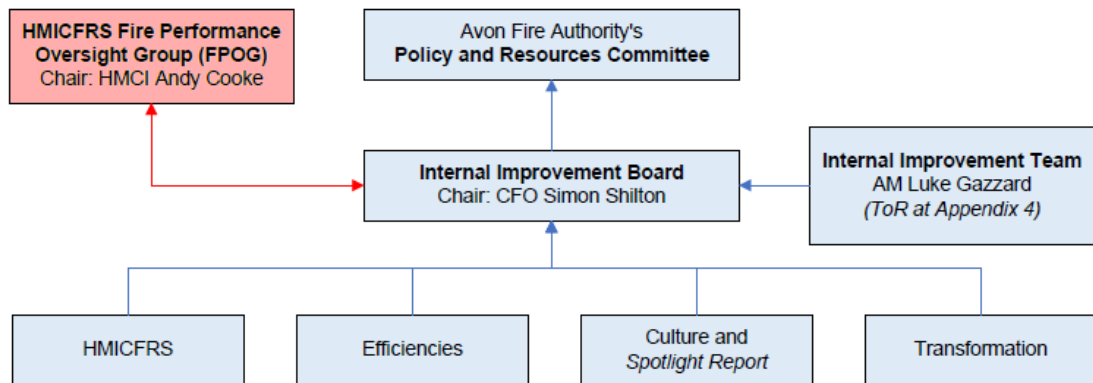 HMICFRS Fire Performance
Oversight Group (FPOG)
Chair: HMCI Andy Cooke
Avon Fire Authority's
Policy and Resources Committee
Internal Improvement Board
Chair: CFO Simon Shilton
Internal Improvement Team
AM Luke Gazzard
(ToR at Appendix 4)
HMICFRS
Efficiencies
Culture and
Spotlight Report
Transformation